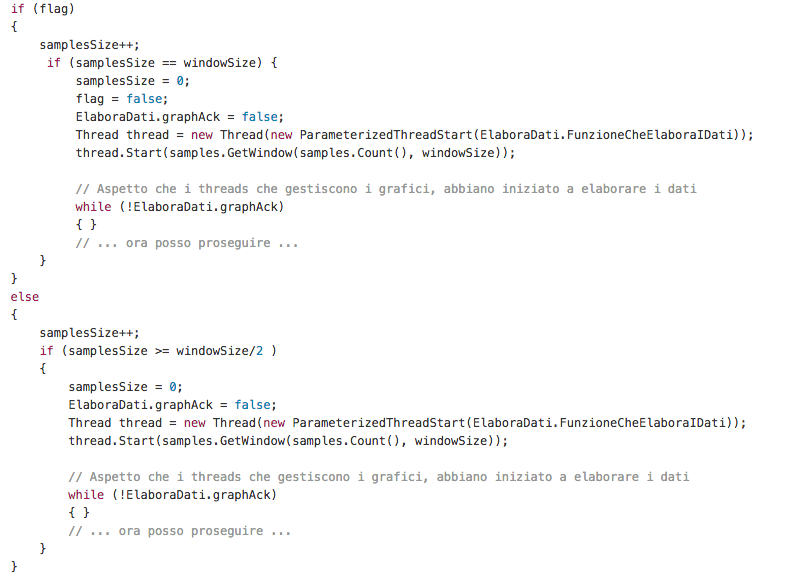 if (flag)
{
    samplesSize++;
     if (samplesSize == windowSize) {
         samplesSize = 0;
         flag = false;
         ElaboraDati.graphAck = false;
         Thread thread = new Thread(new ParameterizedThreadStart(ElaboraDati.FunzioneCheElaboraIDati));
         thread.Start(samples.GetWindow(samples.Count(), windowSize));

         // Aspetto che i threads che gestiscono i grafici, abbiano iniziato a elaborare i dati
         while (!ElaboraDati.graphAck)
         { }
         // ... ora posso proseguire ...
    }
}
else
{
    samplesSize++;
    if (samplesSize >= windowSize/2 )
    {
        samplesSize = 0;
        ElaboraDati.graphAck = false;
        Thread thread = new Thread(new ParameterizedThreadStart(ElaboraDati.FunzioneCheElaboraIDati));
        thread.Start(samples.GetWindow(samples.Count(), windowSize));

        // Aspetto che i threads che gestiscono i grafici, abbiano iniziato a elaborare i dati
        while (!ElaboraDati.graphAck)
        { }
        // ... ora posso proseguire ...
    }
}